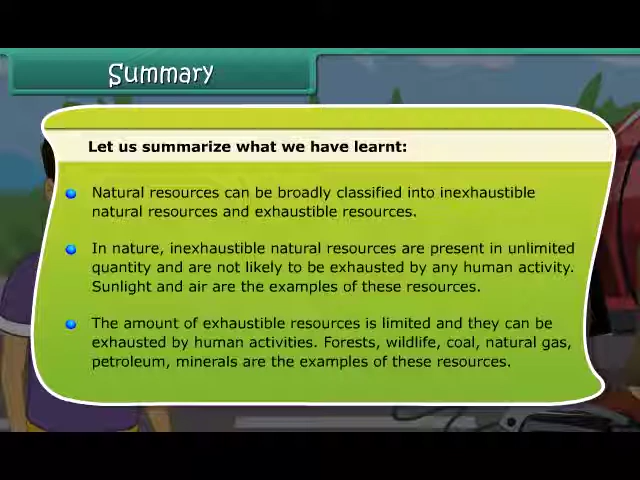 Summary
Let us summarize what we have learnt:
Natural resources can be broadly classified into inexhaustible
natural resources and exhaustible resources.
In nature, inexhaustible natural resources are present in unlimited
quantity and are not likely to be exhausted by any human activity.
Sunlight and air are the examples of these resources.
The amount of exhaustible resources is limited and they can be
exhausted by human activities. Forests, wildlife, coal, natural gas,
petroleum, minerals are the examples of these resources.